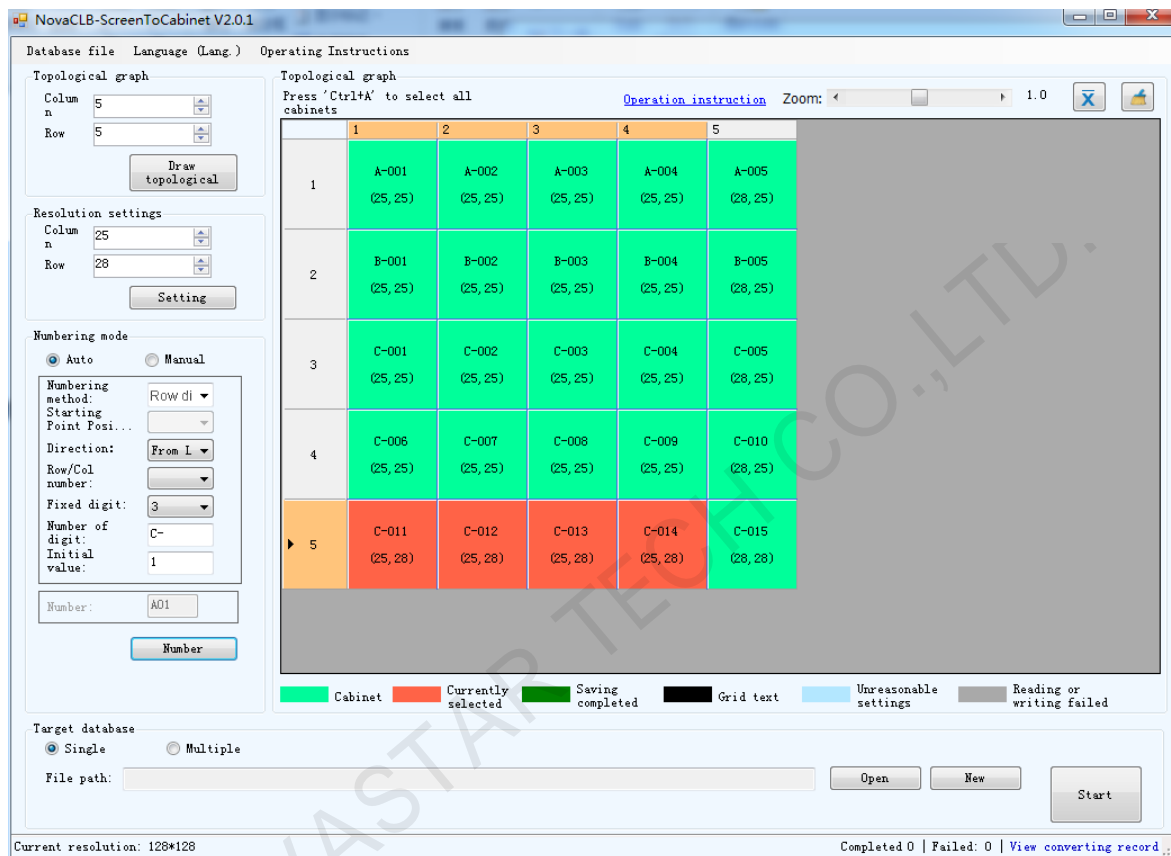 NovaCLB-ScreenToCabinet V2.0.1
Database file Language (Lang.) Operating Instructions
Topological graph
Colum
n
5
Row
5
Draw
topological
Resolution settings
Colum
n
25
Row
28
Setting
Numbering mode
Auto Manual
Numbering
method:
Row di
Starting
Point Posi...
Direction:
From L
Row/Col
number:
Fixed digit:
3
Number of
digit:
C-
Initial
value:
1
Number:
A01
Number
Topological graph
Press 'Ctrl+A' to select all
cabinets
Operation instruction Zoom: 1.0
1 2 3 4 5
A-001 A-002 A-003 A-004 A-005
1
(25, 25) (25, 25) (25, 25) (25, 25) (28, 25)
B-001 B-002 B-003 B-004 B-005
2
(25, 25) (25, 25) (25, 25) (25, 25) (28, 25)
C-001 C-002 C-003 C-004 C-005
3
(25, 25) (25, 25) (25, 25) (25, 25) (28, 25)
C-006 C-007 C-008 C-009 C-010
4
(25, 25) (25, 25) (25, 25) (25, 25) (28, 25)
C-011 C-012 C-013 C-014 C-015
5
(25, 28) (25, 28) (25, 28) (25, 28) (28, 28)
Cabinet
Currently
selected
Saving
completed
Grid text
Unreasonable
settings
Reading or
writing failed
Target database
Single Multiple
File path:
Open New
Start
Current resolution: 128*128
Completed 0 | Failed: 0 | View converting record
VASTAR TECH CO.,LTD.